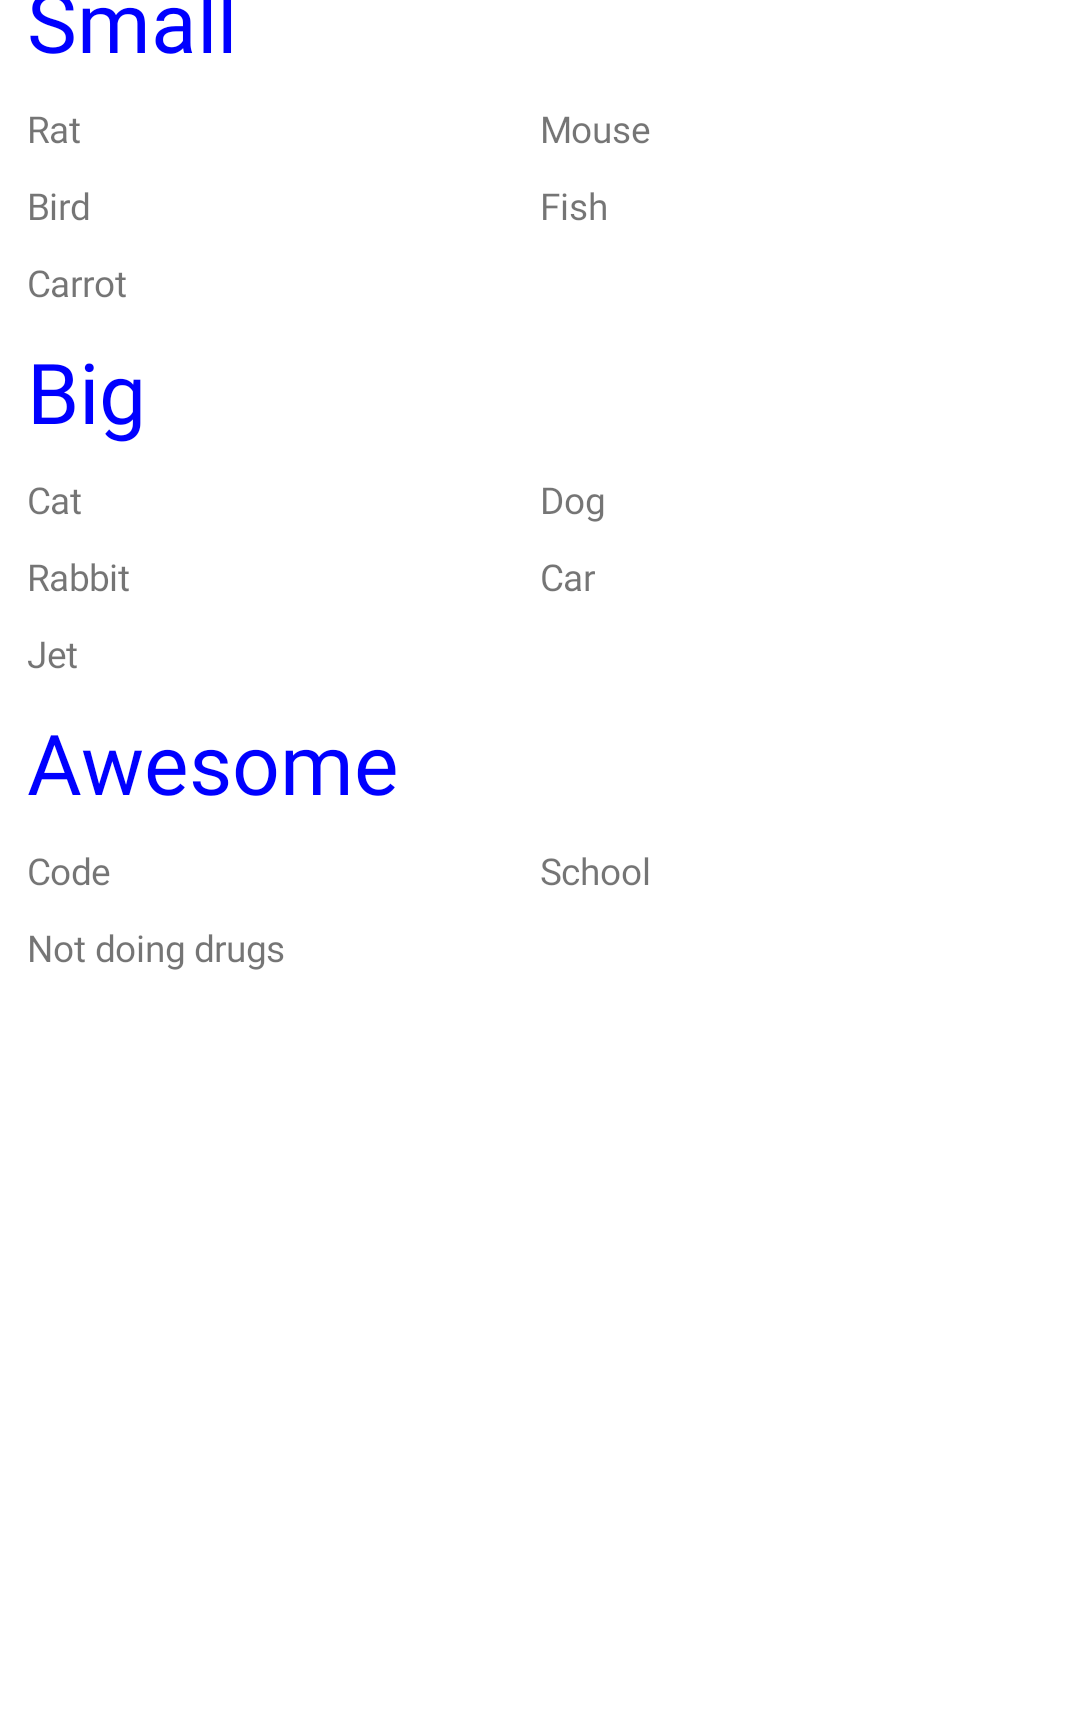 Small
Rat Mouse
Bird Fish
Carrot
Big
Cat Dog
Rabbit Car
Jet
Awesome
Code School
Not doing drugs